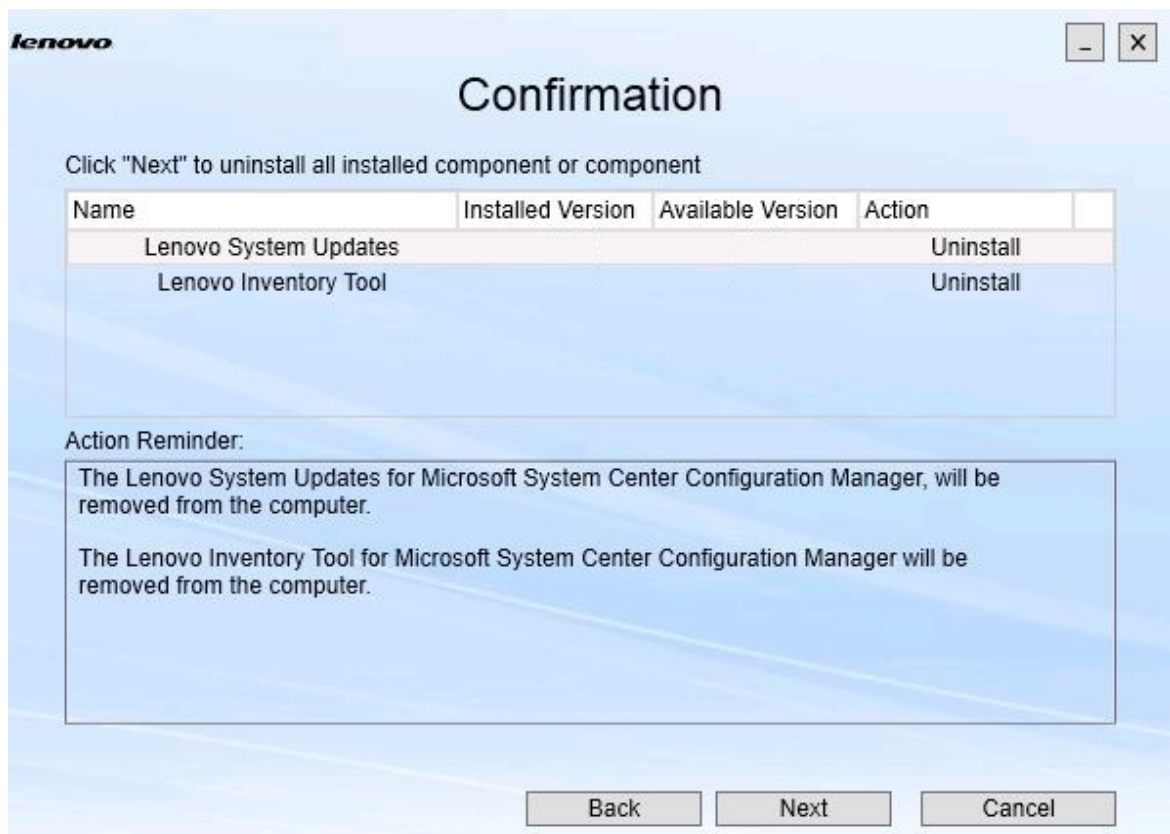 lenovo
Confirmation
Click "Next" to uninstall all installed component or component
Name Installed Version Available Version Action
Lenovo System Updates Uninstall
Lenovo Inventory Tool Uninstall
Action Reminder:
The Lenovo System Updates for Microsoft System Center Configuration Manager, will be
removed from the computer.
The Lenovo Inventory Tool for Microsoft System Center Configuration Manager will be
removed from the computer.
Back Next Cancel